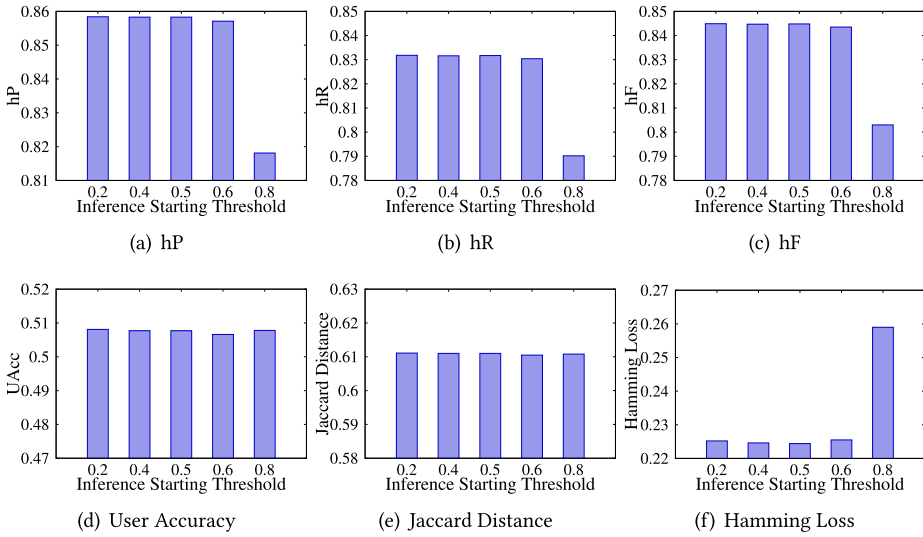 0.86
0.85
0.84
0.83
0.82
0.81
hP
0.2 0.4 0.5 0.6 0.8
Inference Starting Threshold
(a) hP
0.85
0.84
0.83
0.82
0.81
0.8
0.79
0.78
hR
0.2 0.4 0.5 0.6 0.8
Inference Starting Threshold
(b) hR
0.85
0.84
0.83
0.82
0.81
0.8
0.79
0.78
hF
0.2 0.4 0.5 0.6 0.8
Inference Starting Threshold
(c) hF
0.52
0.51
0.5
0.49
0.48
0.47
UAcc
0.2 0.4 0.5 0.6 0.8
Inference Starting Threshold
(d) User Accuracy
0.63
0.62
0.61
0.6
0.59
0.58
Jaccard Distance
0.2 0.4 0.5 0.6 0.8
Inference Starting Threshold
(e) Jaccard Distance
0.27
0.26
0.25
0.24
0.23
0.22
Hamming Loss
0.2 0.4 0.5 0.6 0.8
Inference Starting Threshold
(f) Hamming Loss